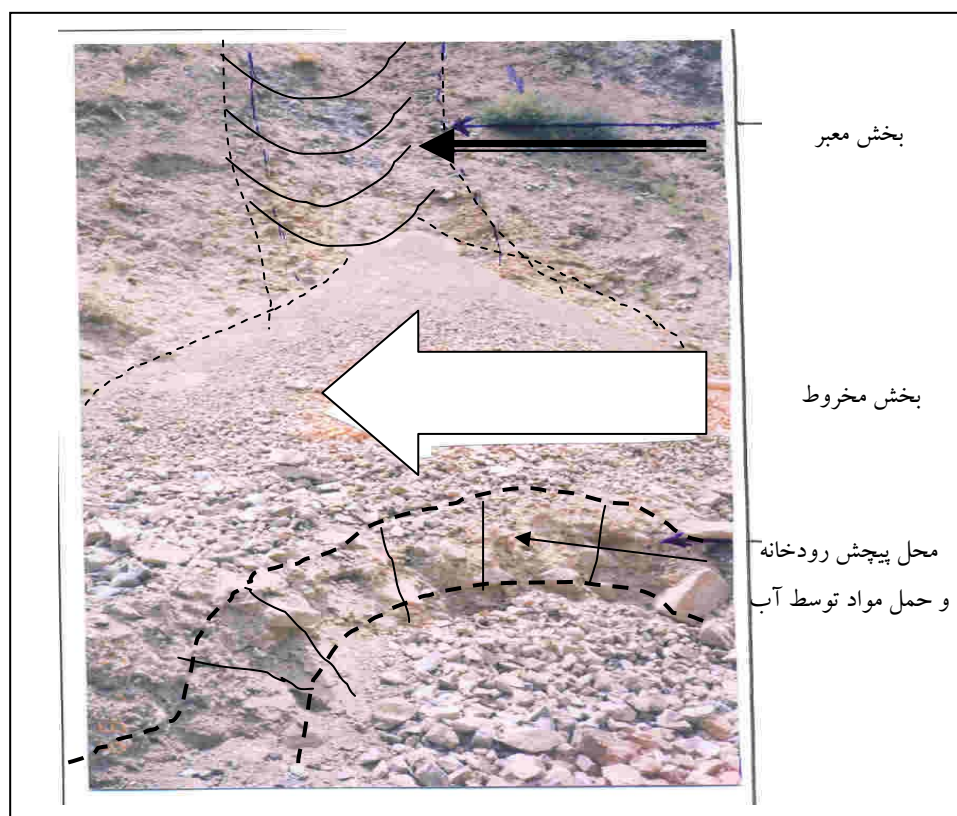 بخش معبر
بخش مخروط
محل پیچش رودخانه
و حمل مواد توسط آب